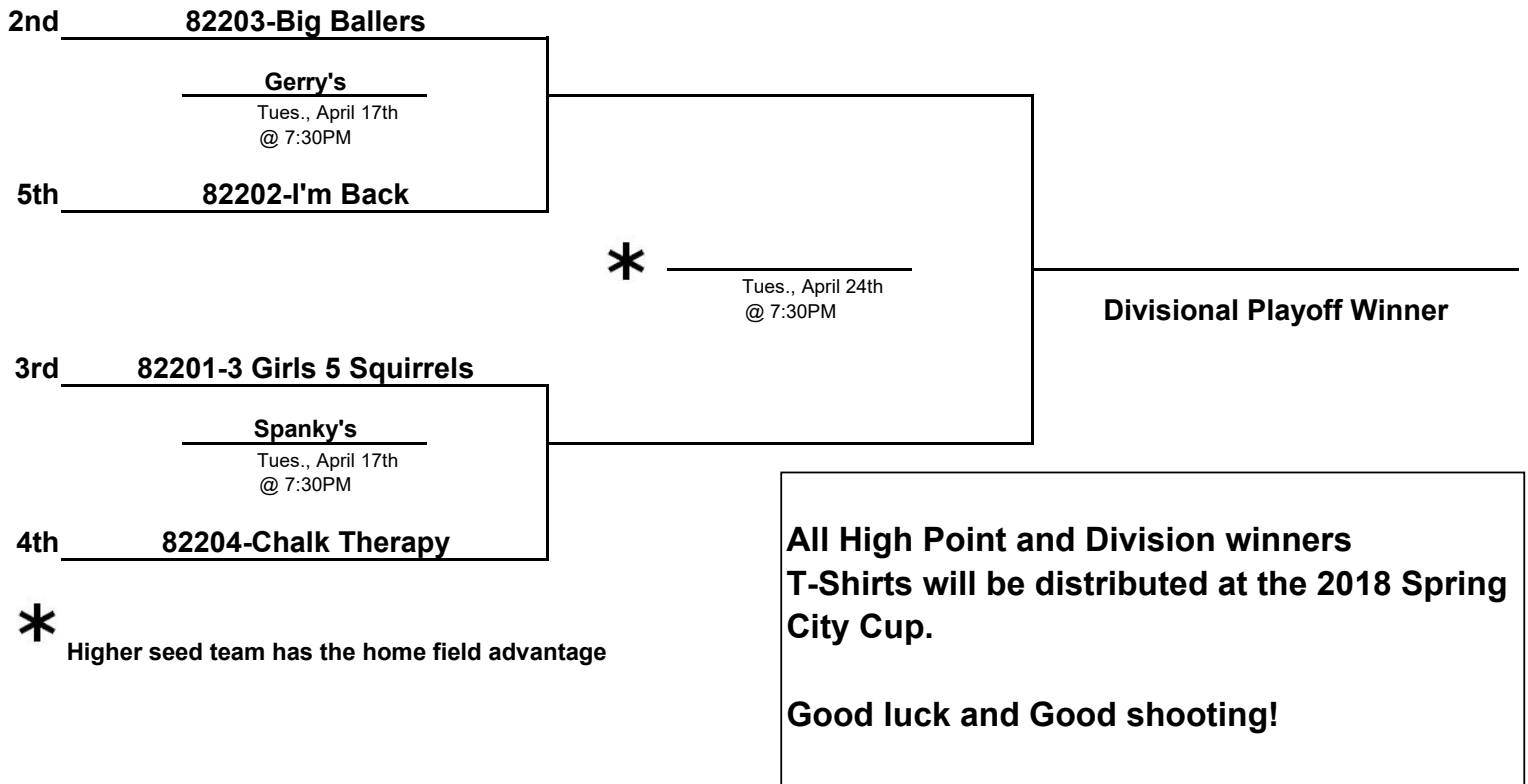 2nd 82203-Big Ballers
Gerry's
Tues., April 17th
@ 7:30PM
5th 82202-I'm Back
*
Tues., April 24th
@ 7:30PM
Divisional Playoff Winner
3rd 82201-3 Girls 5 Squirrels
Spanky's
Tues., April 17th
@ 7:30PM
4th 82204-Chalk Therapy
* Higher seed team has the home field advantage
All High Point and Division winners
T-Shirts will be distributed at the 2018 Spring
City Cup.
Good luck and Good shooting!